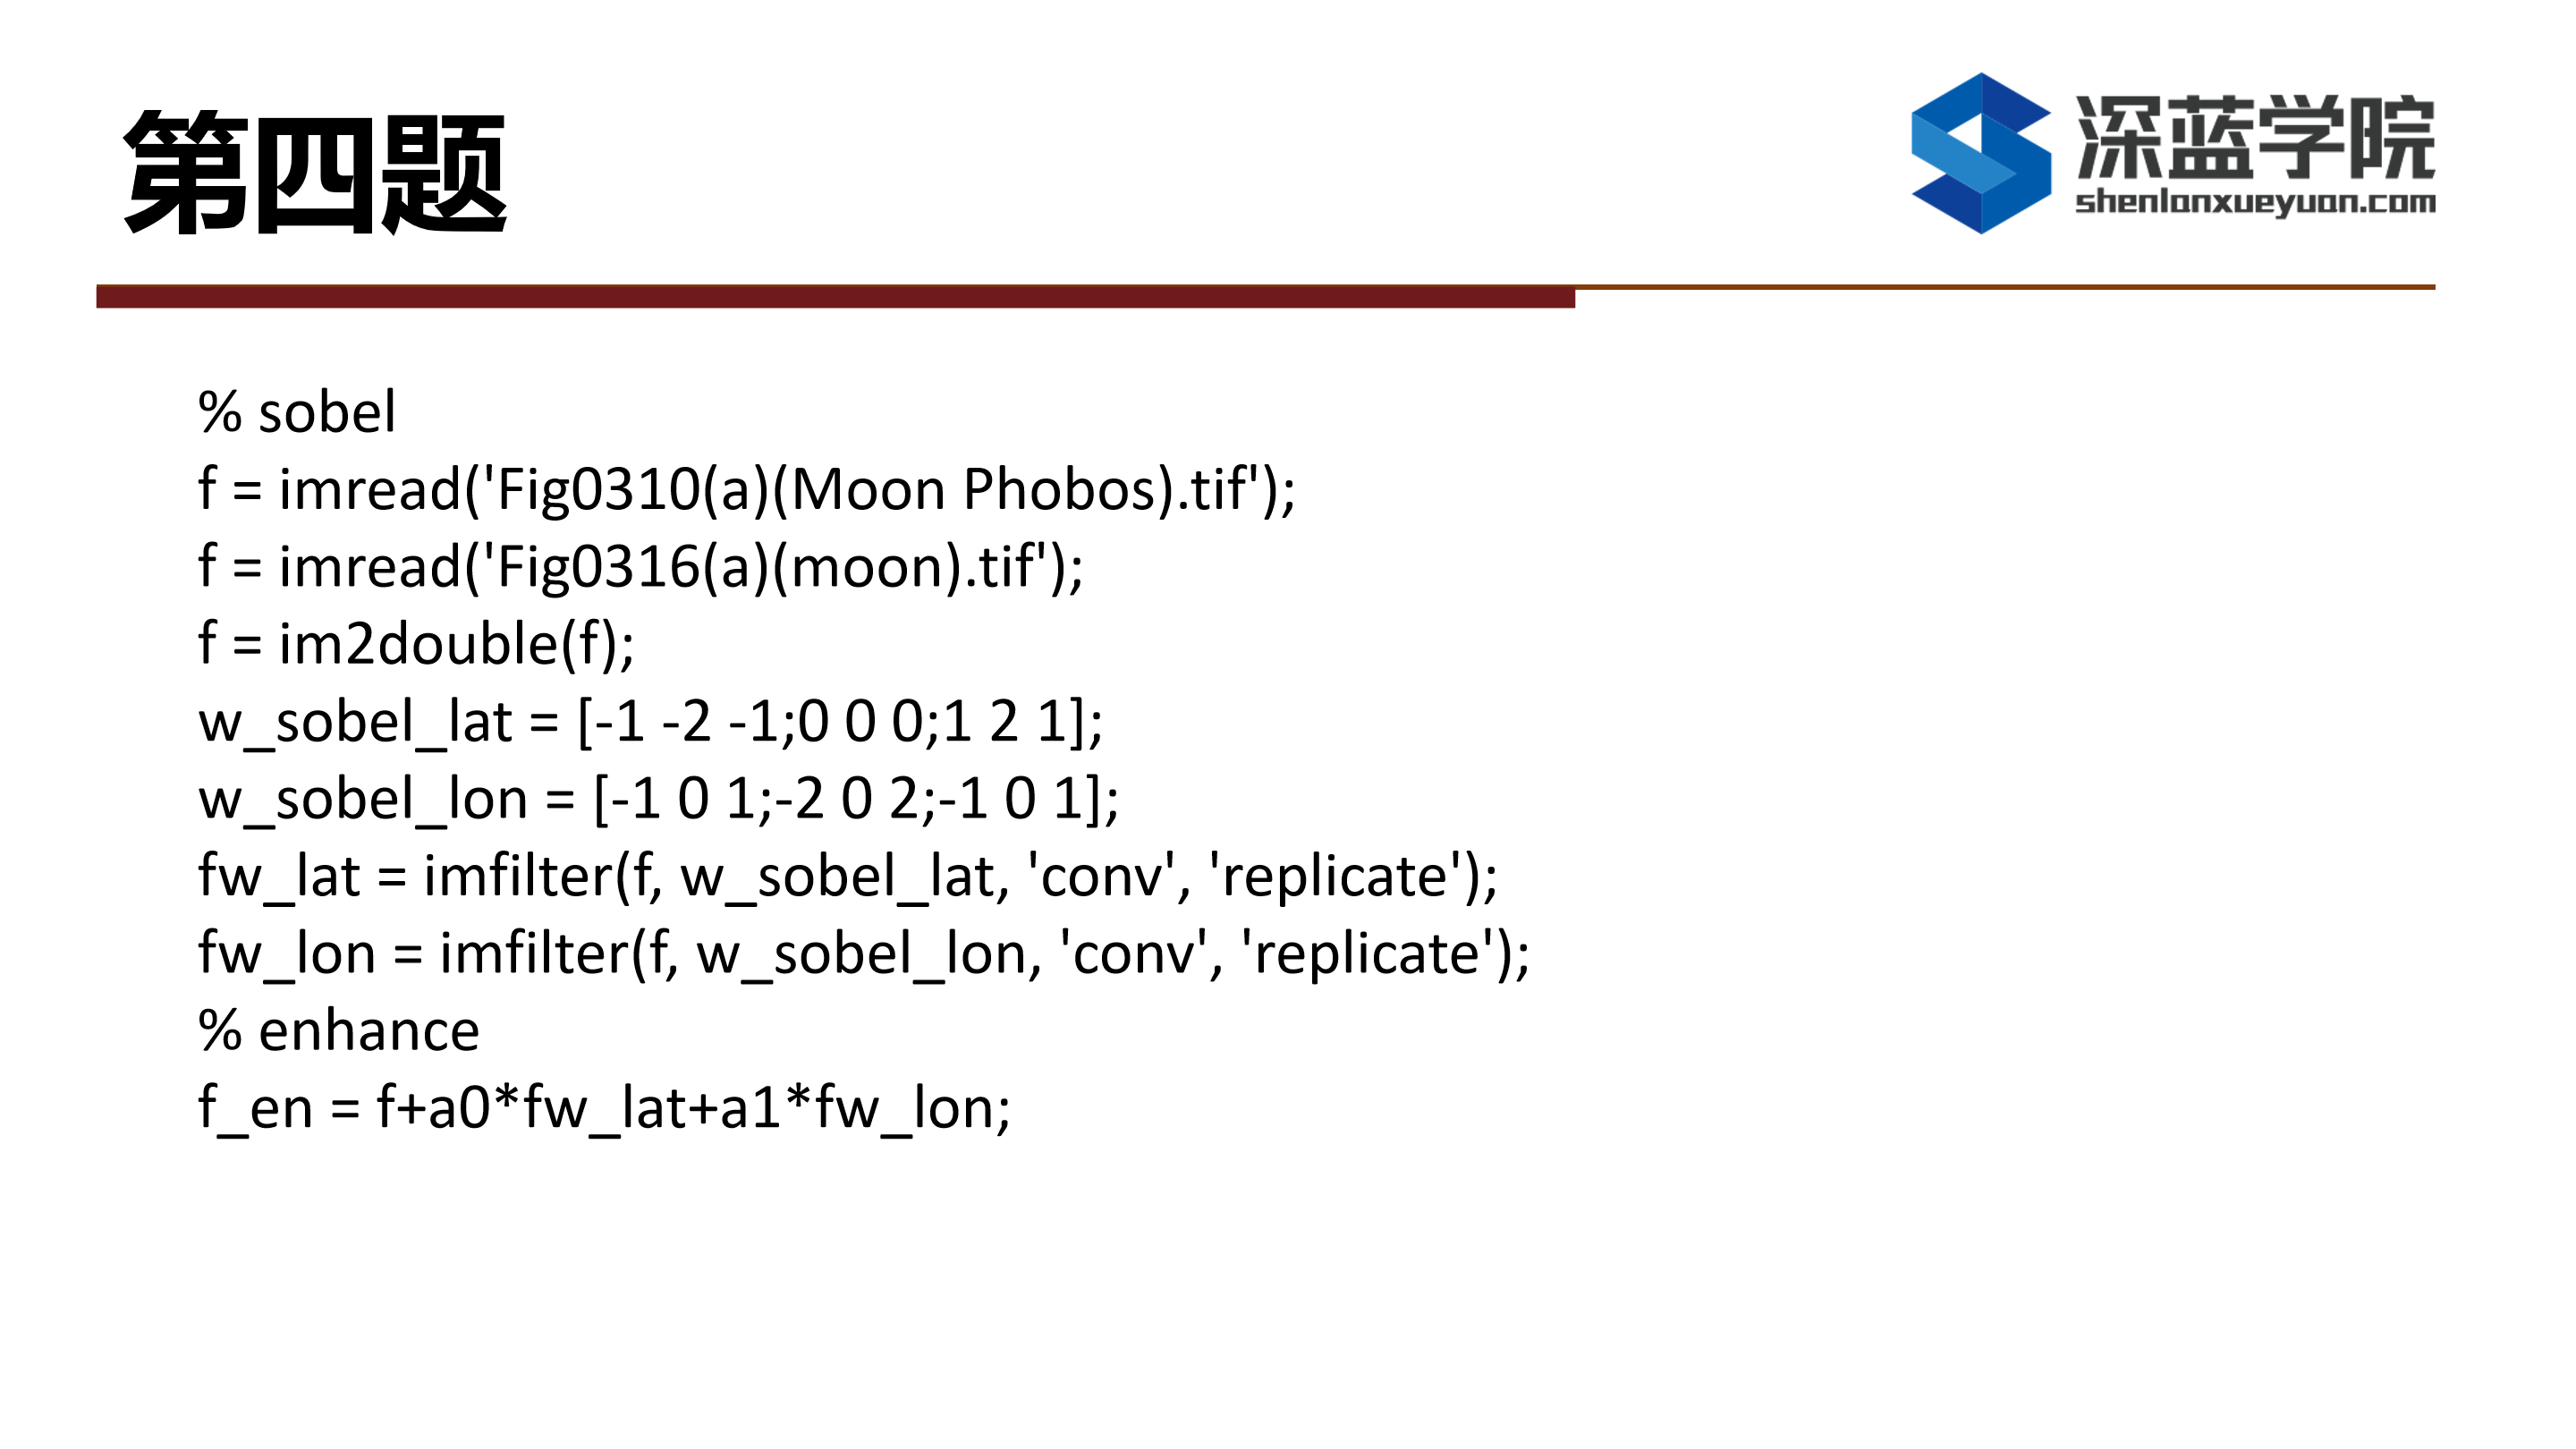 第四题
深蓝学院
shenlanxueyuan.com
% sobel
f = imread('Fig0310(a)(Moon Phobos).tif');
f = imread('Fig0316(a)(moon).tif');
f = im2double(f);
w_sobel_lat = [-1 -2 -1;0 0 0;1 2 1];
w_sobel_lon = [-1 0 1;-2 0 2;-1 0 1];
fw_lat = imfilter(f, w_sobel_lat, 'conv', 'replicate');
fw_lon = imfilter(f, w_sobel_lon, 'conv', 'replicate');
% enhance
f_en = f+a0*fw_lat+a1*fw_lon;